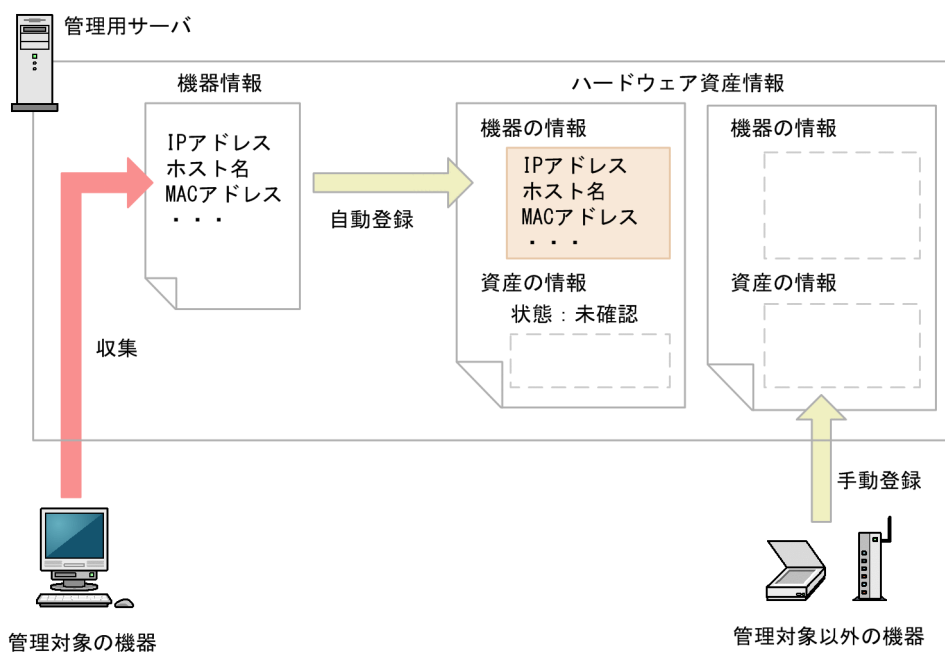 管理用サーバ
機器情報
ハードウェア資産情報
IPアドレス
ホスト名
MACアドレス
・・・
自動登録
機器の情報
IPアドレス
ホスト名
MACアドレス
・・・
資産の情報
状態：未確認
機器の情報
資産の情報
収集
手動登録
管理対象の機器
管理対象以外の機器